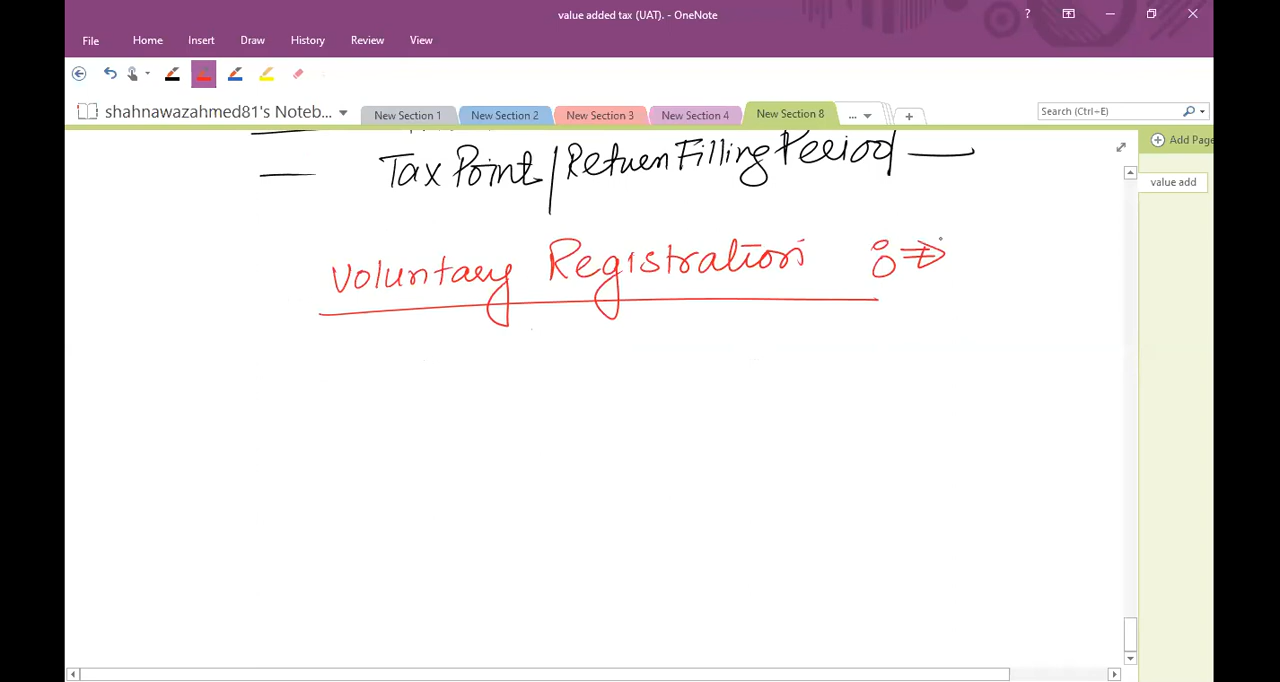 value added tax (UAT). - OneNote
?
File Home Insert Draw History Review View
shahnawazahmed81's Noteb... New Section 1 New Section 2 New Section 3 New Section 4 New Section 8 ... + Search (Ctrl+E)
Add Page
value add
Tax Point/Return Filling Period —
Voluntary Registration :⇒